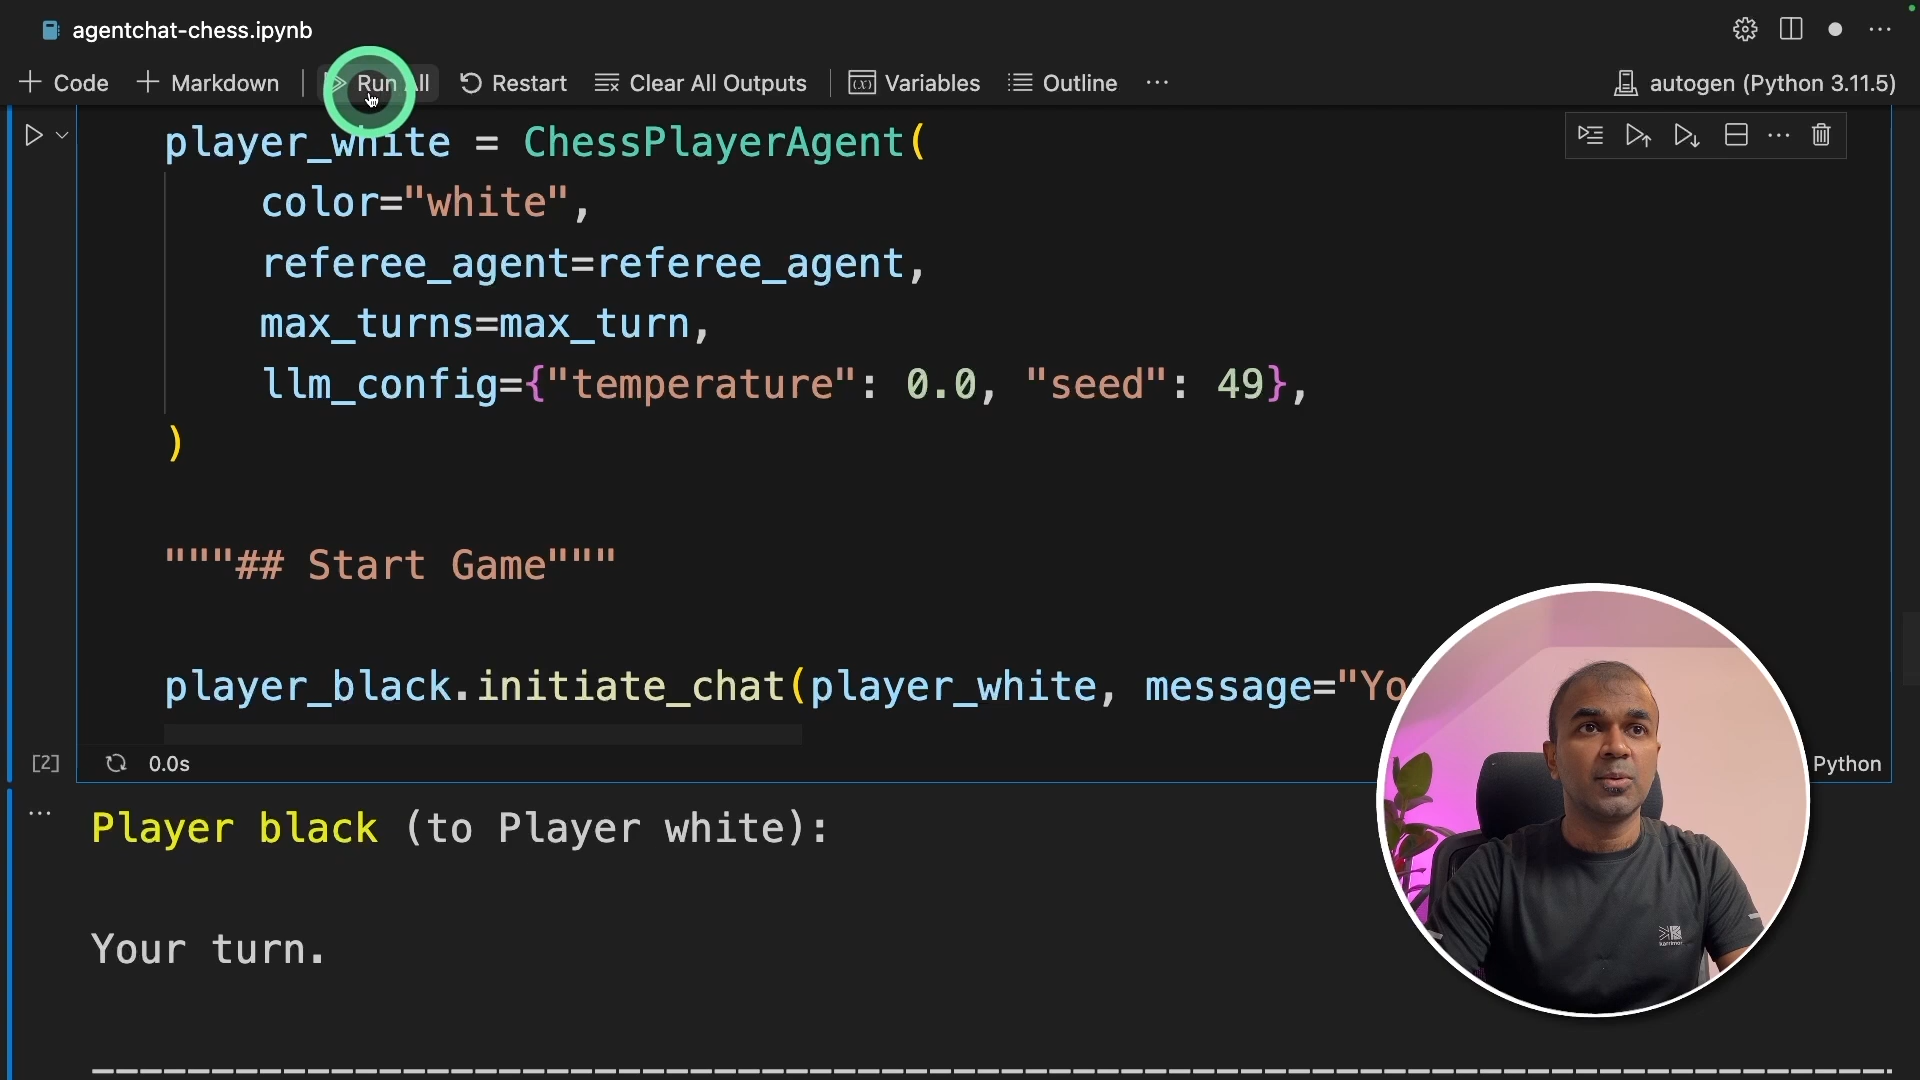 agentchat-chess.ipynb
Code
Markdown
Run All
Restart
Clear All Outputs
Variables
Outline
autogen (Python 3.11.5)
player_white = ChessPlayerAgent(
color="white",
referee_agent=referee_agent,
max_turns=max_turn,
llm_config={"temperature": 0.0, "seed": 49},
)
"""## Start Game"""
player_black.initiate_chat(player_white, message="Yo
[2]
0.0s
Python
Player black (to Player white):
Your turn.